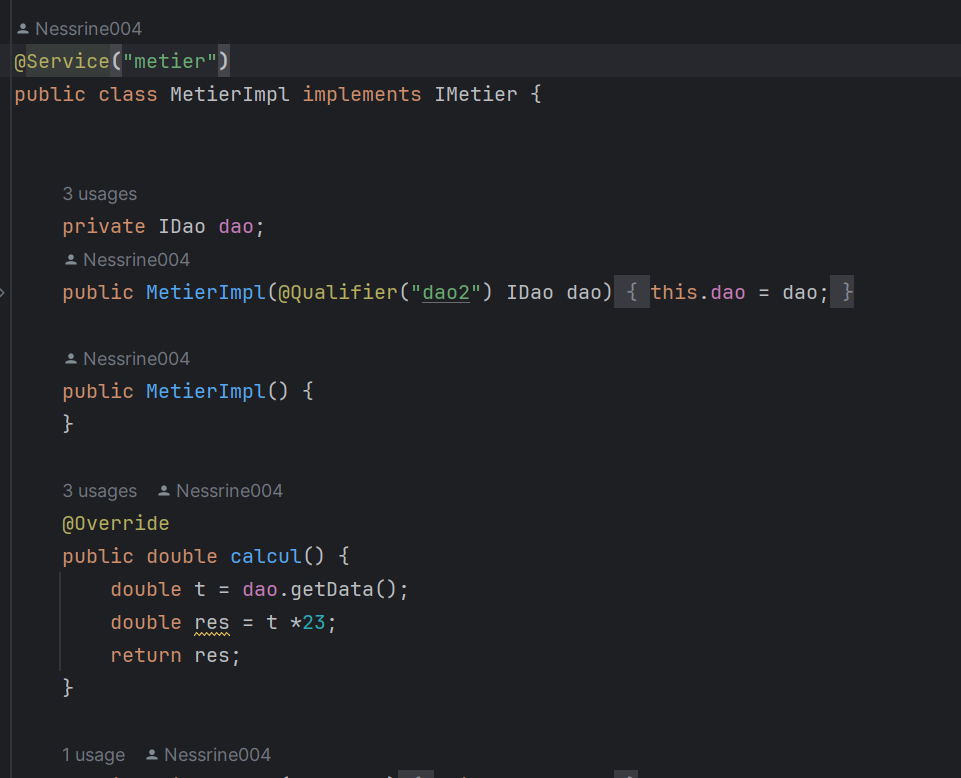 Nessrine004
@Service("metier")
public class MetierImpl implements IMetier {
3 usages
private IDao dao;
Nessrine004
public MetierImpl(@Qualifier("dao2") IDao dao) { this.dao = dao; }
Nessrine004
public MetierImpl() {
}
3 usages Nessrine004
@Override
public double calcul() {
double t = dao.getData();
double res = t *23;
return res;
}
1 usage Nessrine004